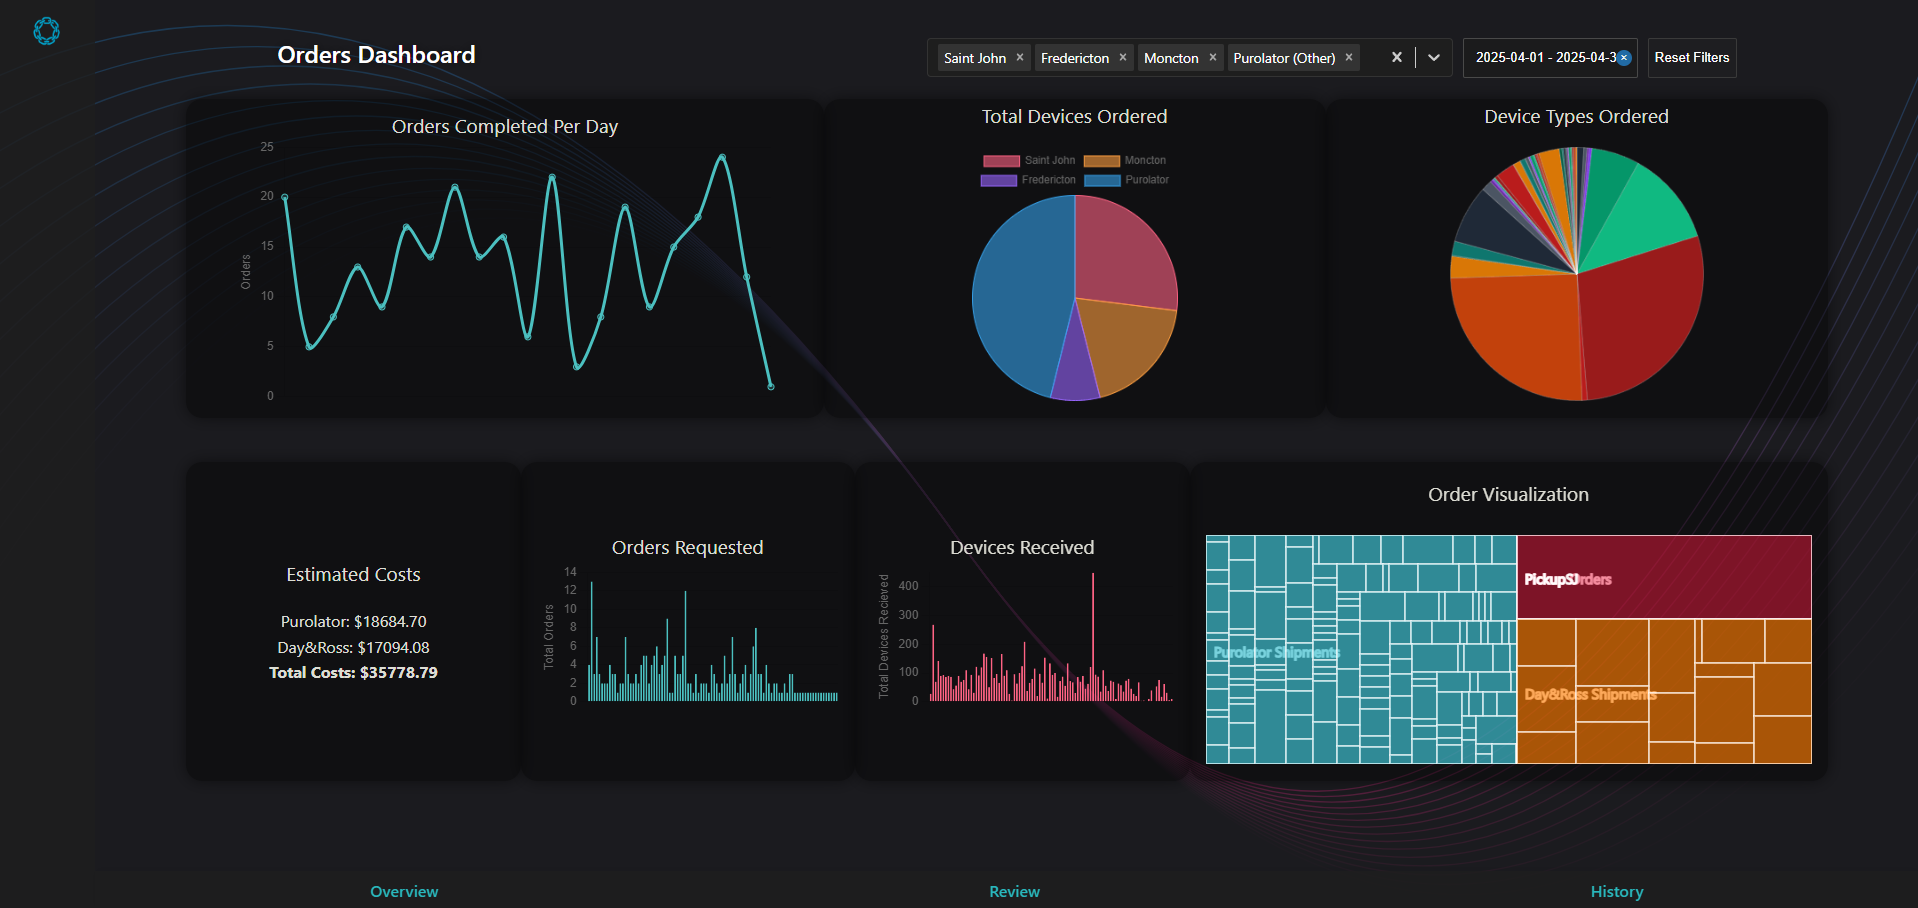 Orders Dashboard
Saint John × Fredericton × Moncton × Purolator (Other) ×
2025-04-01 - 2025-04-3
Reset Filters
Orders Completed Per Day
25
20
15
10
5
0
Orders
Total Devices Ordered
Saint John Moncton
Fredericton Purolator
Device Types Ordered
Estimated Costs
Purolator: $18684.70
Day&Ross: $17094.08
Total Costs: $35778.79
Orders Requested
14
12
10
8
6
4
2
0
Total Orders
Devices Received
400
300
200
100
0
Total Devices Recieved
Order Visualization
Purolator Shipments
Day&Ross Shipments
Overview
Review
History